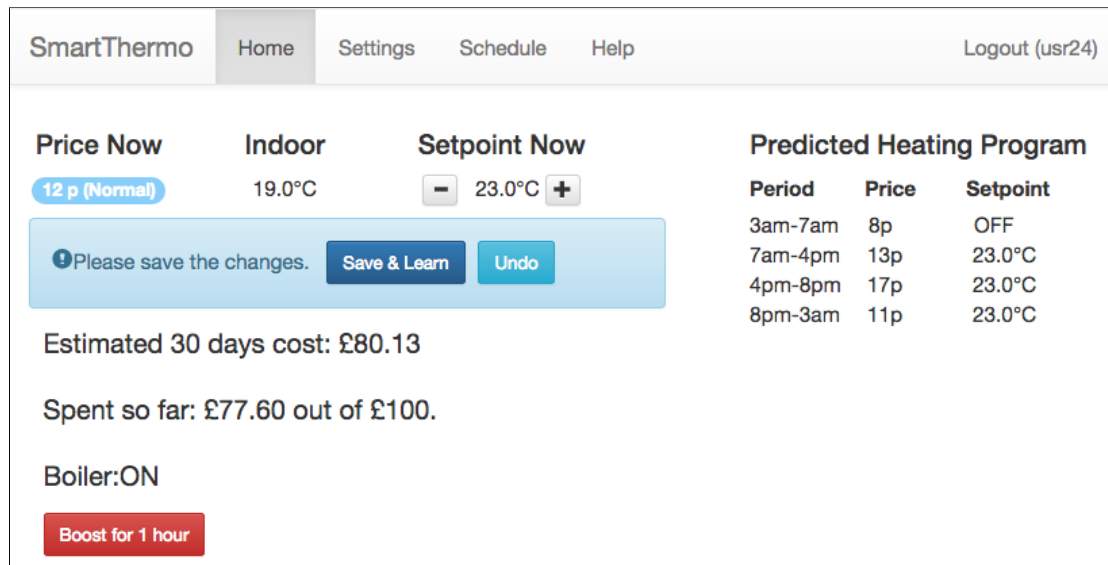 SmartThermo Home Settings Schedule Help Logout (usr24)
Price Now Indoor Setpoint Now
12 p (Normal) 19.0°C - 23.0°C +
Please save the changes. Save & Learn Undo
Estimated 30 days cost: £80.13
Spent so far: £77.60 out of £100.
Boiler:ON
Boost for 1 hour
Predicted Heating Program
Period Price Setpoint
3am-7am 8p OFF
7am-4pm 13p 23.0°C
4pm-8pm 17p 23.0°C
8pm-3am 11p 23.0°C